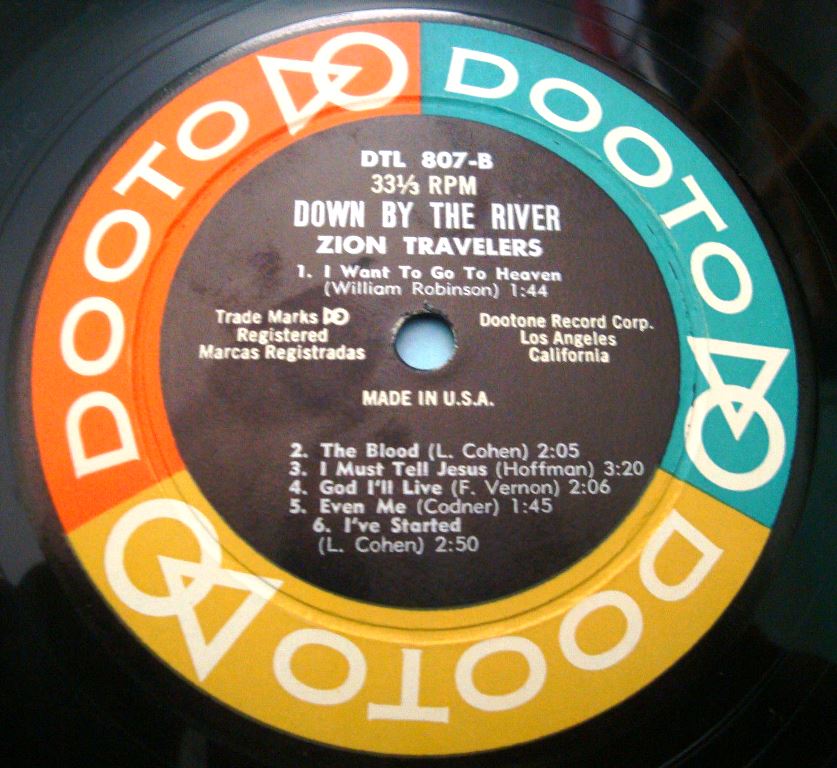 DOOTO
DOOTO
DOOTO
DTL 807-B
33⅓ RPM
DOWN BY THE RIVER
ZION TRAVELERS
1. I Want To Go To Heaven
(William Robinson) 1:44
Trade Marks DO
Registered
Marcas Registradas
Dootone Record Corp.
Los Angeles
California
MADE IN U.S.A.
2. The Blood (L. Cohen) 2:05
3. I Must Tell Jesus (Hoffman) 3:20
4. God I'll Live (F. Vernon) 2:06
5. Even Me (Codner) 1:45
6. I've Started
(L. Cohen) 2:50